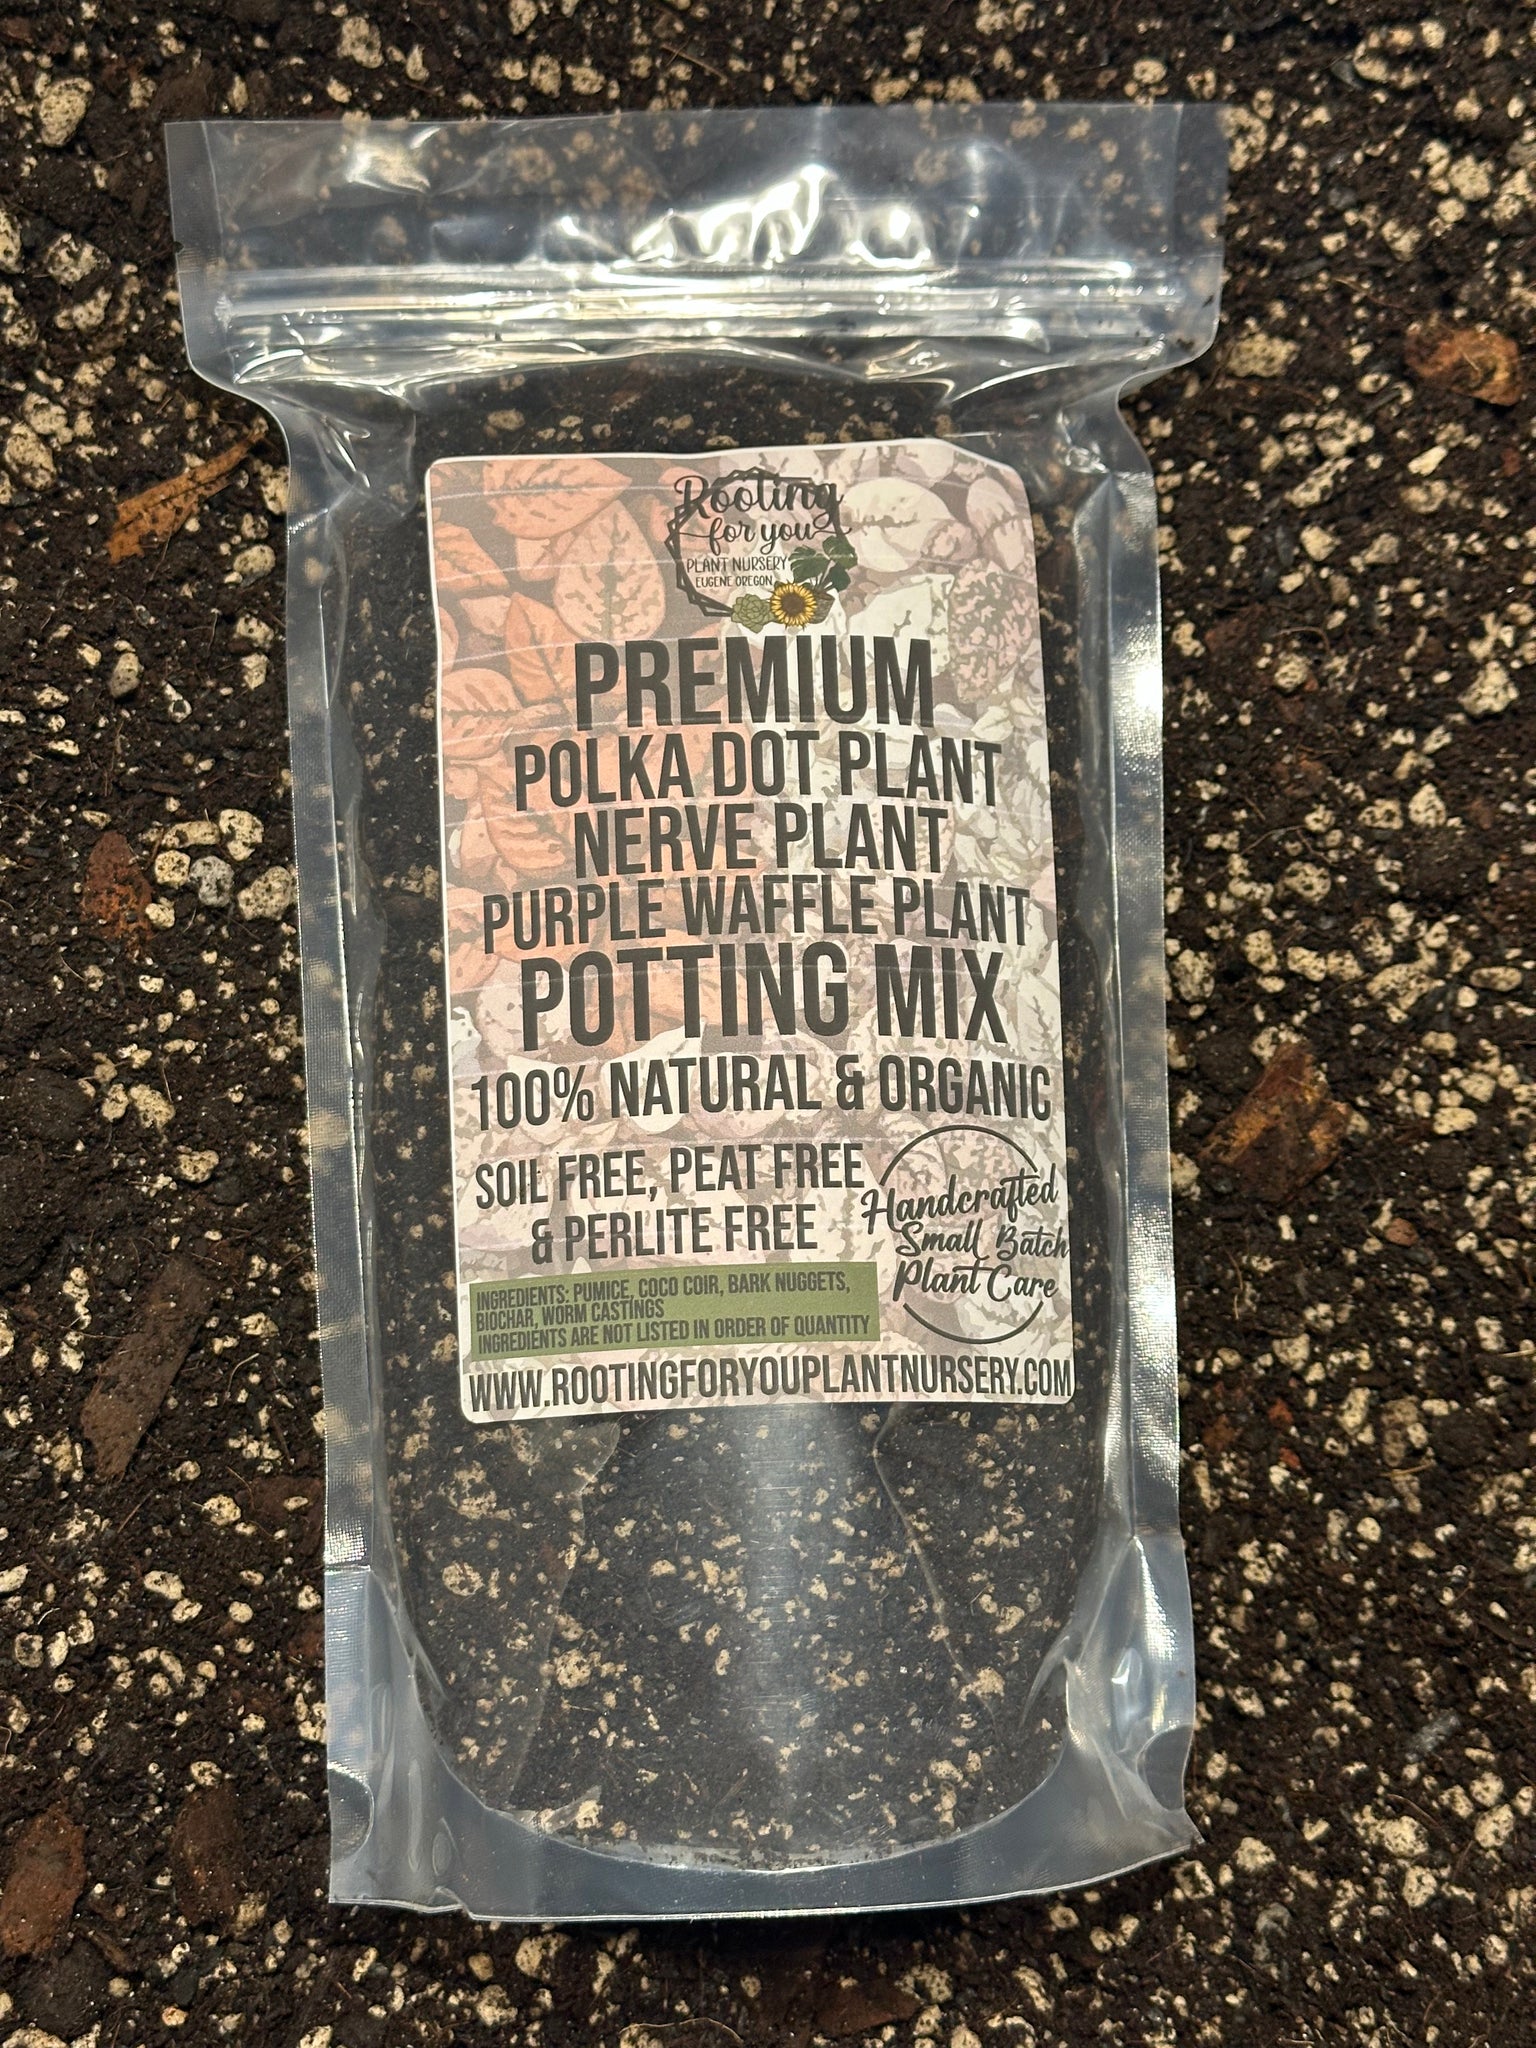 Rooting
for you
PLANT NURSERY
EUGENE OREGON
PREMIUM
POLKA DOT PLANT
NERVE PLANT
PURPLE WAFFLE PLANT
POTTING MIX
100% NATURAL & ORGANIC
SOIL FREE, PEAT FREE
& PERLITE FREE
Handcrafted
Small Batch
Plant Care
INGREDIENTS: PUMICE, COCO COIR, BARK NUGGETS,
BIOCHAR, WORM CASTINGS
INGREDIENTS ARE NOT LISTED IN ORDER OF QUANTITY
WWW.ROOTINGFORYOUPLANTNURSERY.COM